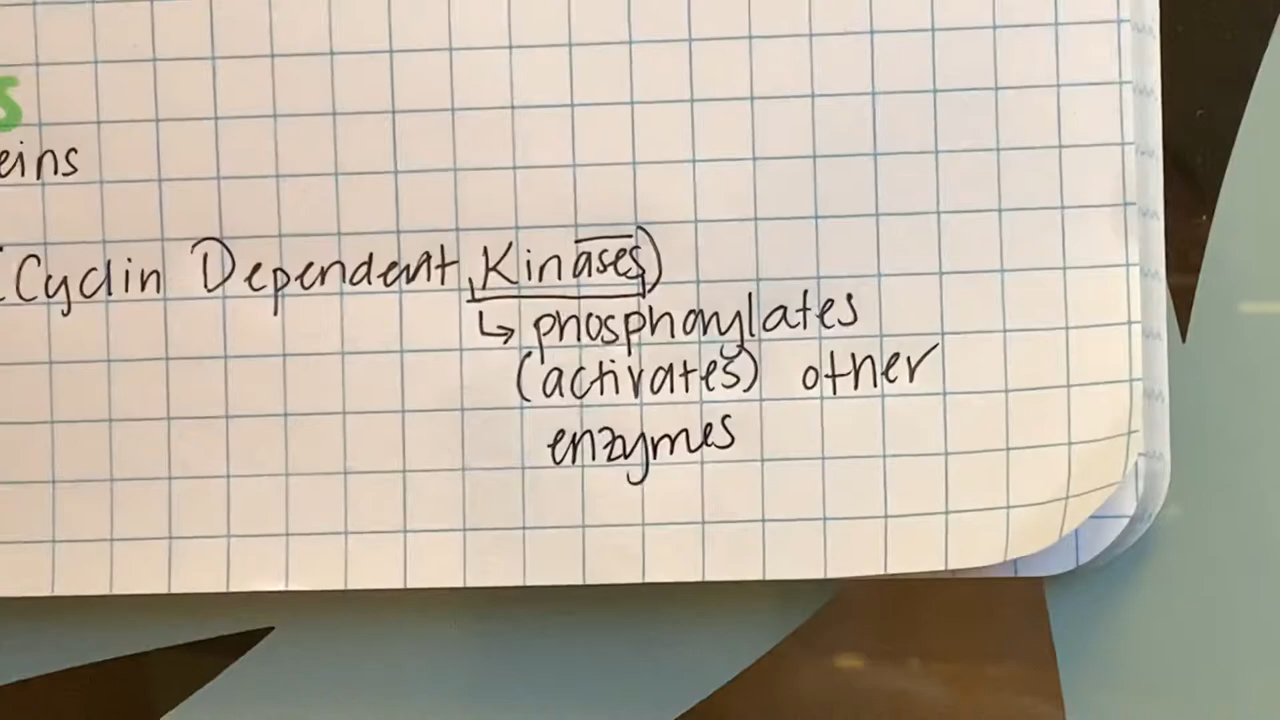 s
eins
(Cyclin Dependent Kinases)
↳ phosphorylates
(activates) other
enzymes